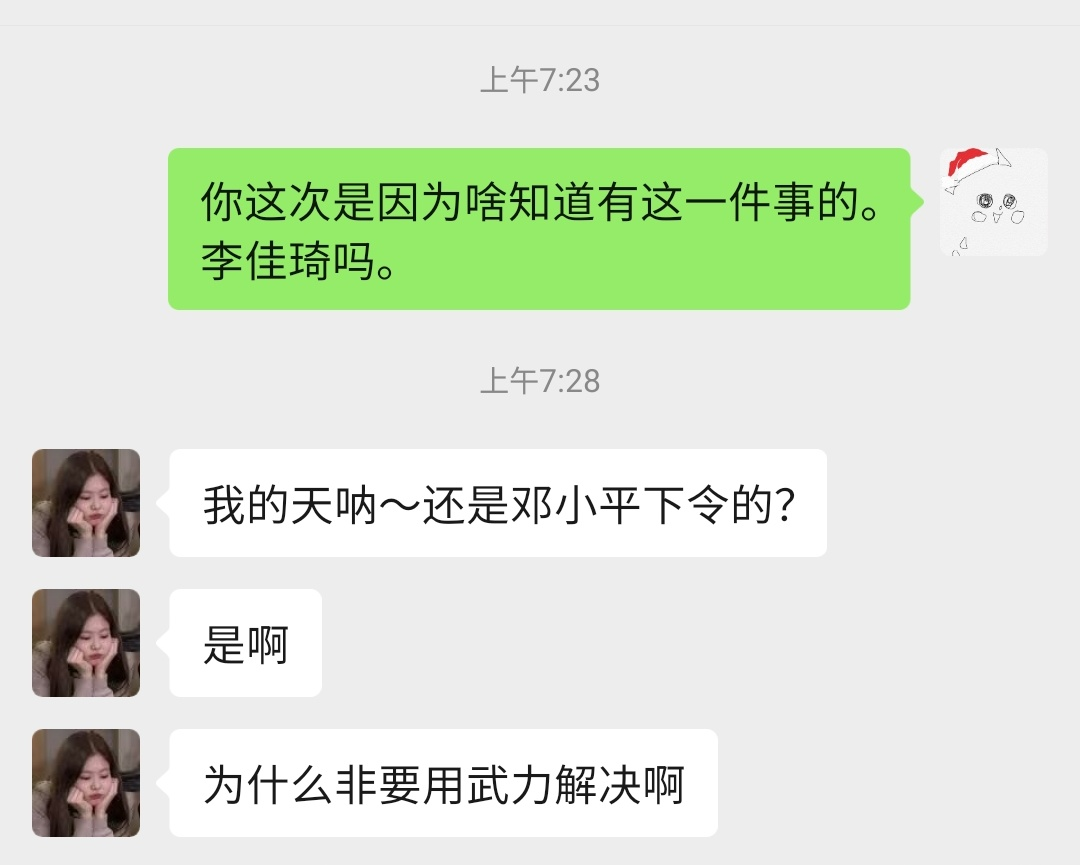 上午7:23
你这次是因为啥知道有这一件事的。
李佳琦吗。
上午7:28
我的天呐～还是邓小平下令的？
是啊
为什么非要用武力解决啊